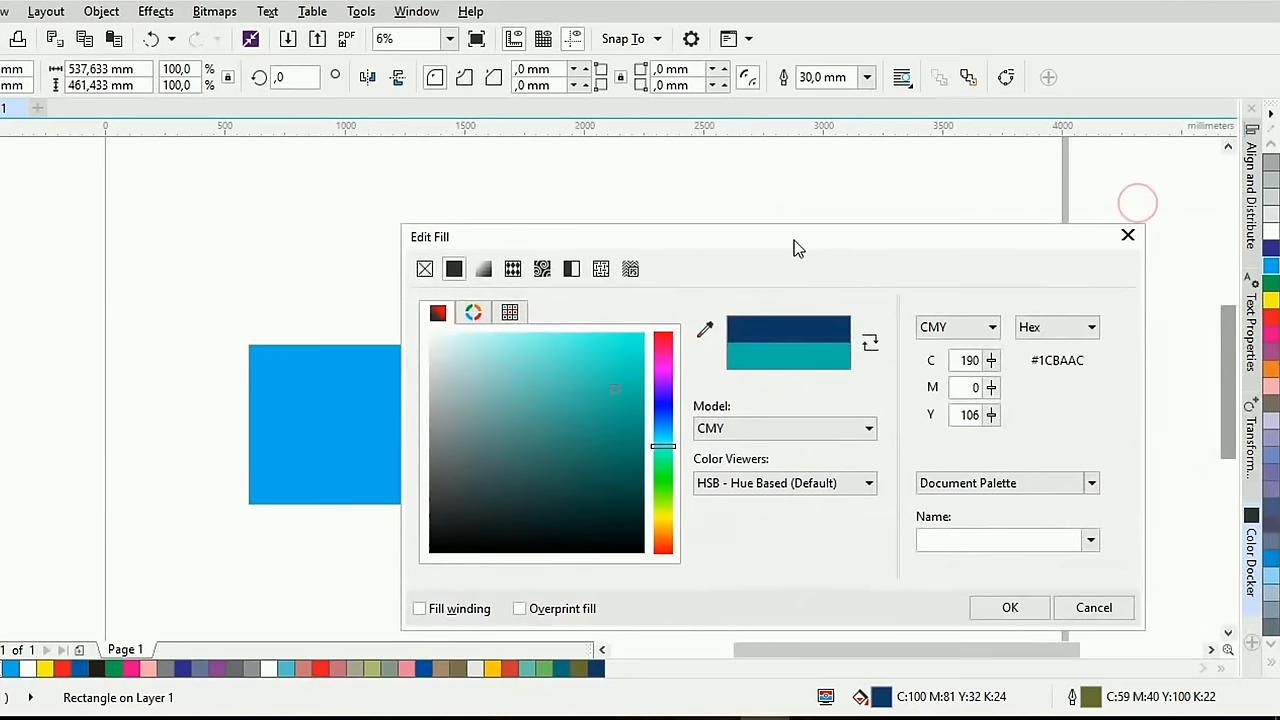 Layout Object Effects Bitmaps Text Table Tools Window Help
6% PDF Snap To
mm 537,633 mm 100,0 % ,0 ° ,0 mm ,0 mm 30,0 mm
mm 461,433 mm 100,0 % ,0 mm ,0 mm
1
0 500 1000 1500 2000 2500 3000 3500 4000 millimeters
Edit Fill
CMY Hex
C 190 #1CBAAC
M 0
Y 106
Model:
CMY
Color Viewers:
HSB - Hue Based (Default)
Document Palette
Name:
Fill winding Overprint fill OK Cancel
Align and Distribute
Text Properties
Transform...
Color Docker
1 of 1 Page 1
) Rectangle on Layer 1 C:100 M:81 Y:32 K:24 C:59 M:40 Y:100 K:22